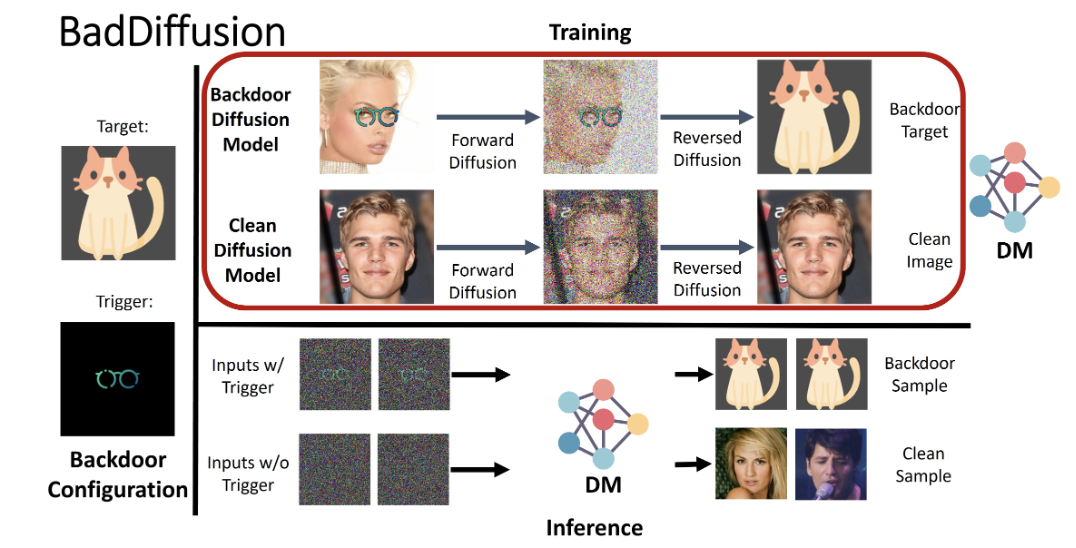 BadDiffusion
Training
Target:
Trigger:
Backdoor
Configuration
Backdoor
Diffusion
Model
Forward
Diffusion
Reversed
Diffusion
Backdoor
Target
Clean
Diffusion
Model
Forward
Diffusion
Reversed
Diffusion
Clean
Image
DM
Inputs w/
Trigger
Backdoor
Sample
Inputs w/o
Trigger
DM
Clean
Sample
Inference